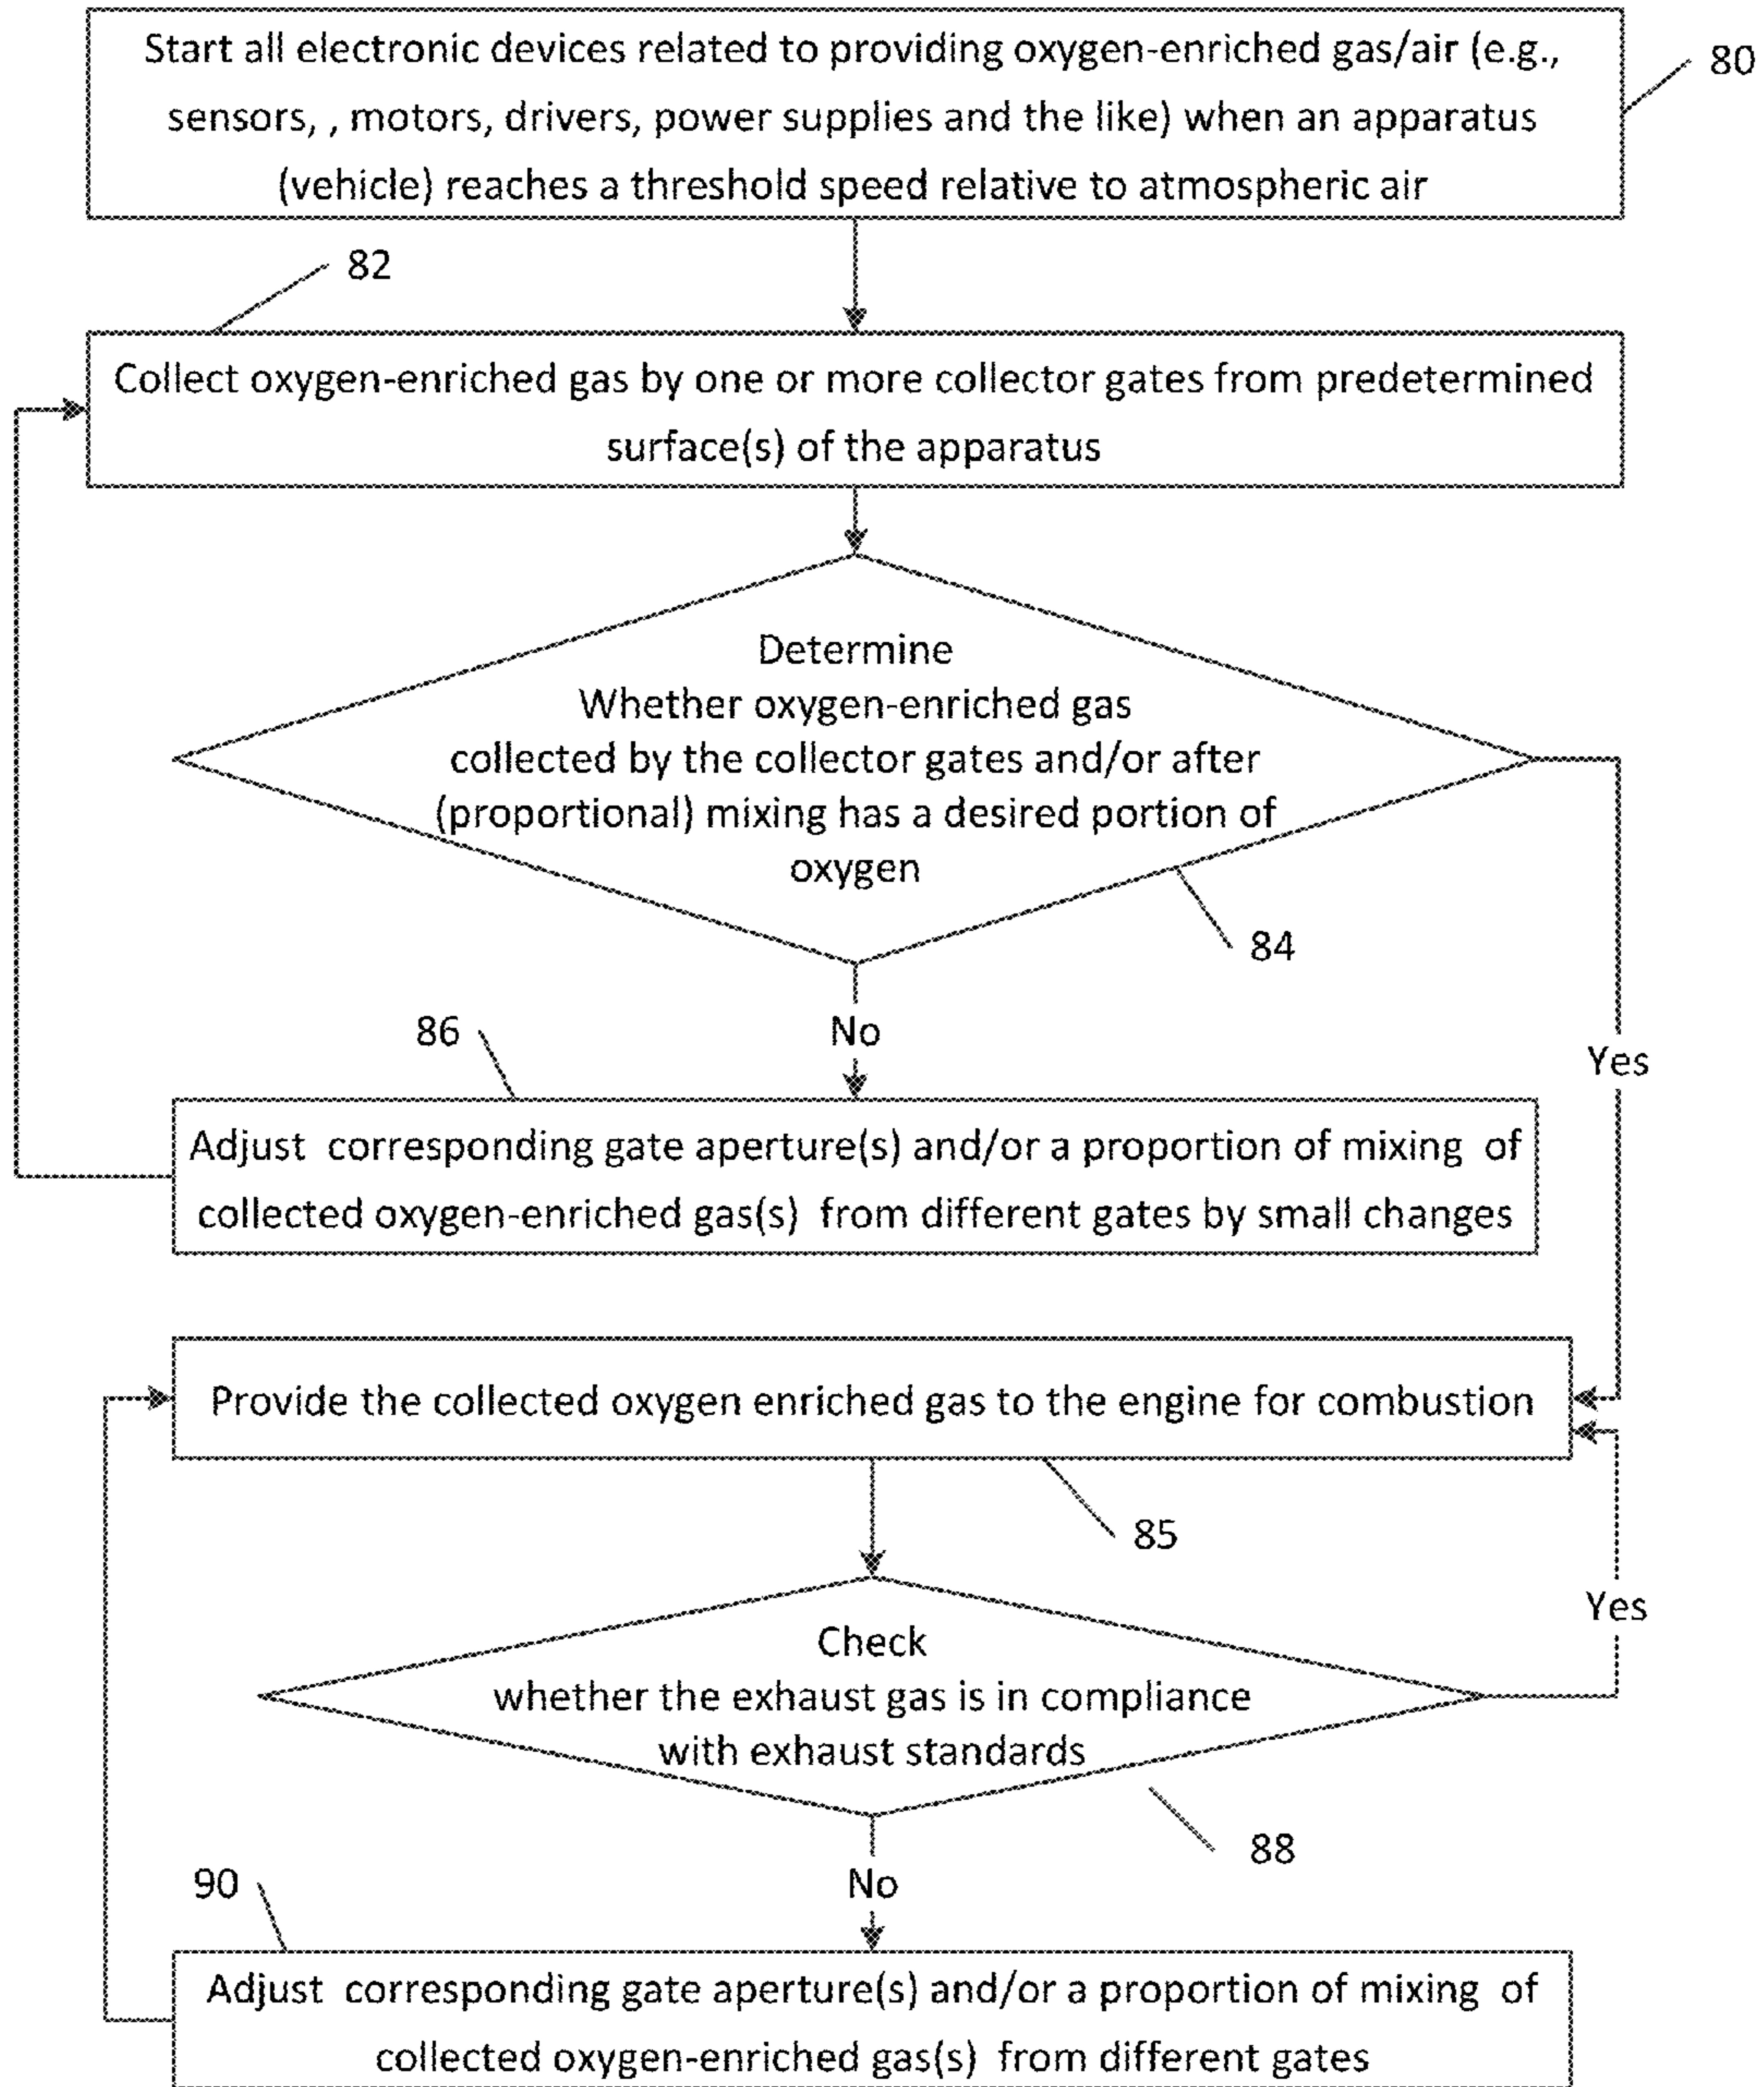 Start all electronic devices related to providing oxygen-enriched gas/air (e.g.,
sensors, , motors, drivers, power supplies and the like) when an apparatus
(vehicle) reaches a threshold speed relative to atmospheric air
80
82
Collect oxygen-enriched gas by one or more collector gates from predetermined
surface(s) of the apparatus
Determine
Whether oxygen-enriched gas
collected by the collector gates and/or after
(proportional) mixing has a desired portion of
oxygen
84
No
Yes
86
Adjust corresponding gate aperture(s) and/or a proportion of mixing of
collected oxygen-enriched gas(s) from different gates by small changes
Provide the collected oxygen enriched gas to the engine for combustion
85
Check
whether the exhaust gas is in compliance
with exhaust standards
Yes
88
No
90
Adjust corresponding gate aperture(s) and/or a proportion of mixing of
collected oxygen-enriched gas(s) from different gates